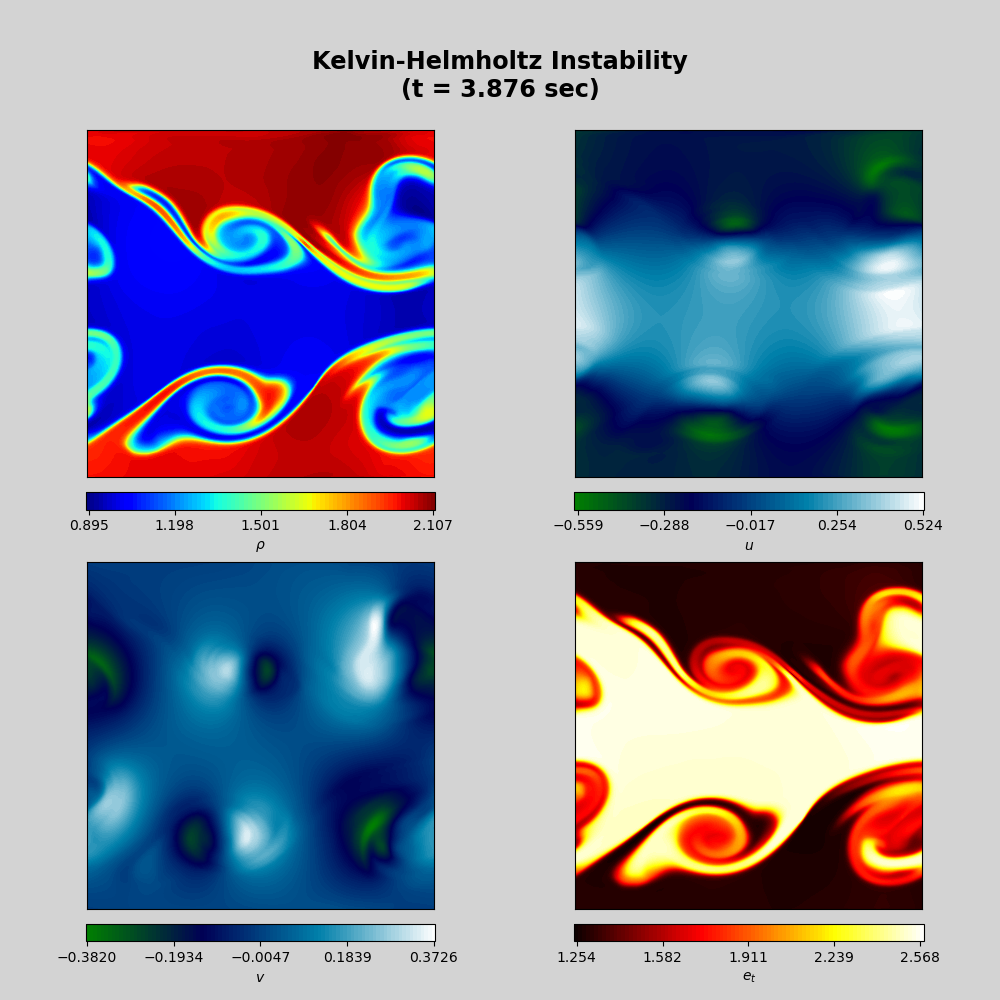 Kelvin-Helmholtz Instability
(t = 3.876 sec)
0.895 1.198 1.501 1.804 2.107
ρ
−0.559 −0.288 −0.017 0.254 0.524
u
−0.3820 −0.1934 −0.0047 0.1839 0.3726
v
1.254 1.582 1.911 2.239 2.568
eₜ